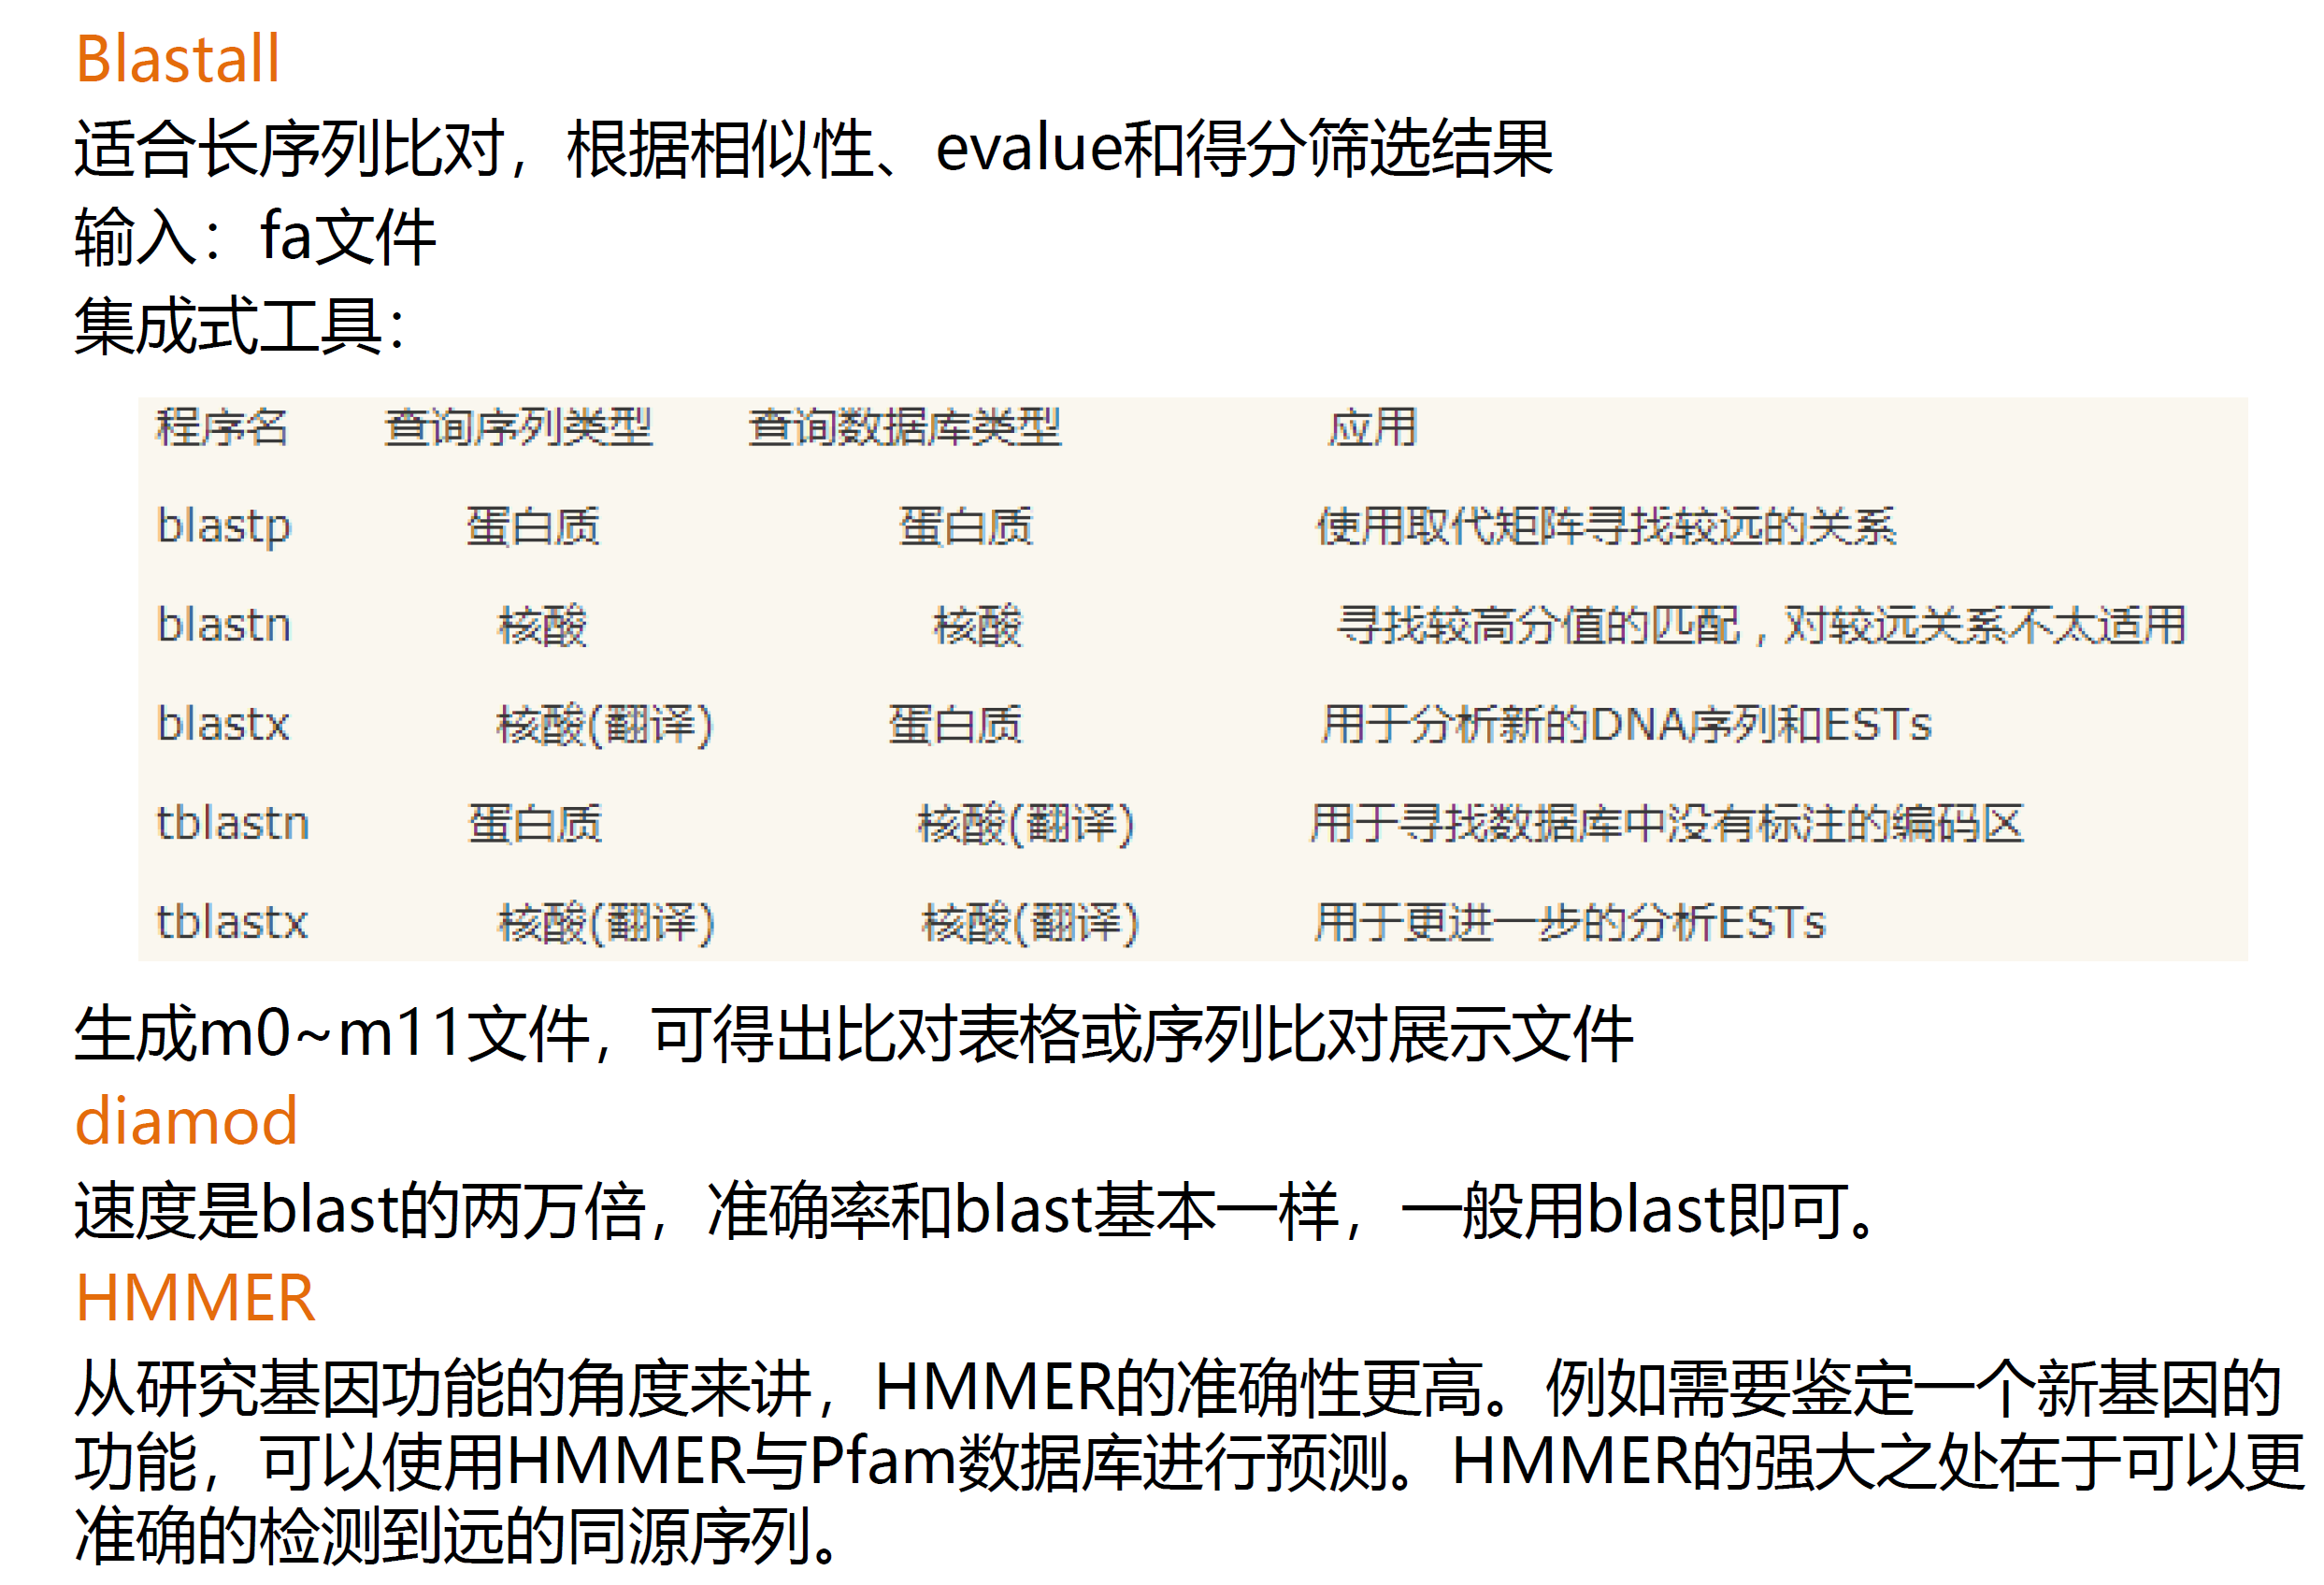 Blastall
适合长序列比对，根据相似性、evalue和得分筛选结果
输入：fa文件
集成式工具：
程序名 查询序列类型 查询数据库类型 应用
blastp 蛋白质 蛋白质 使用取代矩阵寻找较远的关系
blastn 核酸 核酸 寻找较高分值的匹配，对较远关系不太适用
blastx 核酸(翻译) 蛋白质 用于分析新的DNA序列和ESTs
tblastn 蛋白质 核酸(翻译) 用于寻找数据库中没有标注的编码区
tblastx 核酸(翻译) 核酸(翻译) 用于更进一步的分析ESTs
生成m0~m11文件，可得出比对表格或序列比对展示文件
diamod
速度是blast的两万倍，准确率和blast基本一样，一般用blast即可。
HMMER
从研究基因功能的角度来讲，HMMER的准确性更高。例如需要鉴定一个新基因的
功能，可以使用HMMER与Pfam数据库进行预测。HMMER的强大之处在于可以更
准确的检测到远的同源序列。